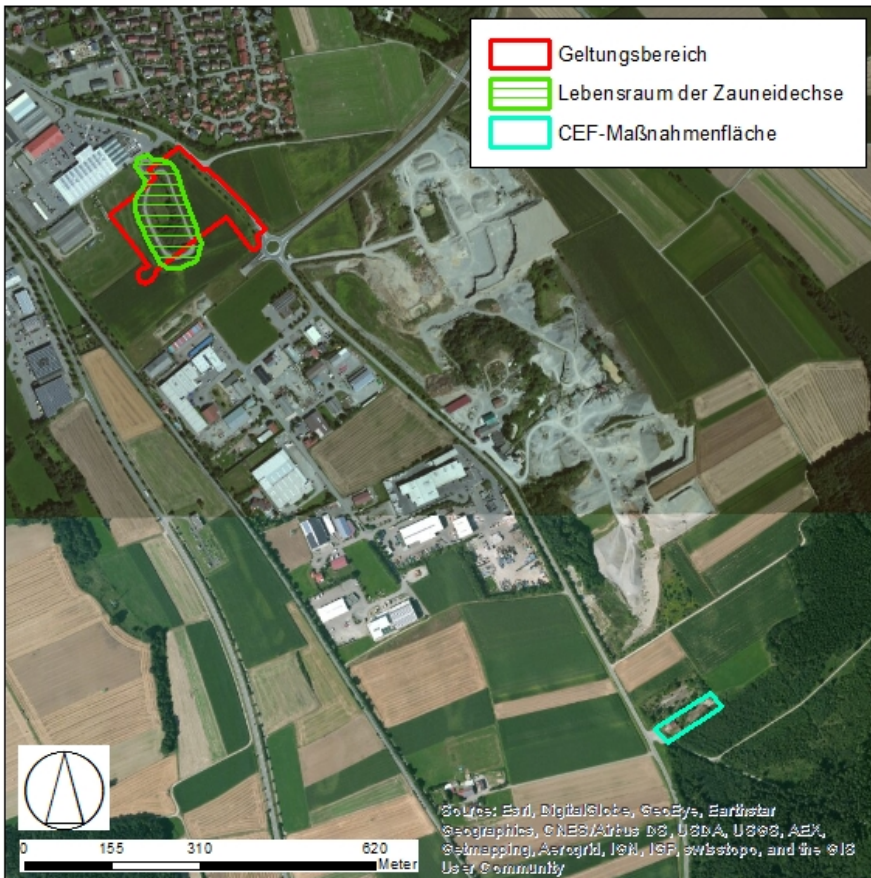 Geltungsbereich
Lebensraum der Zauneidechse
CEF-Maßnahmenfläche
Source: Esri, DigitalGlobe, GeoEye, Earthstar
Geographics, CNES/Airbus DS, USDA, USGS, AEX,
Getmapping, Aerogrid, IGN, IGP, swisstopo, and the GIS
User Community
0 155 310 620
Meter